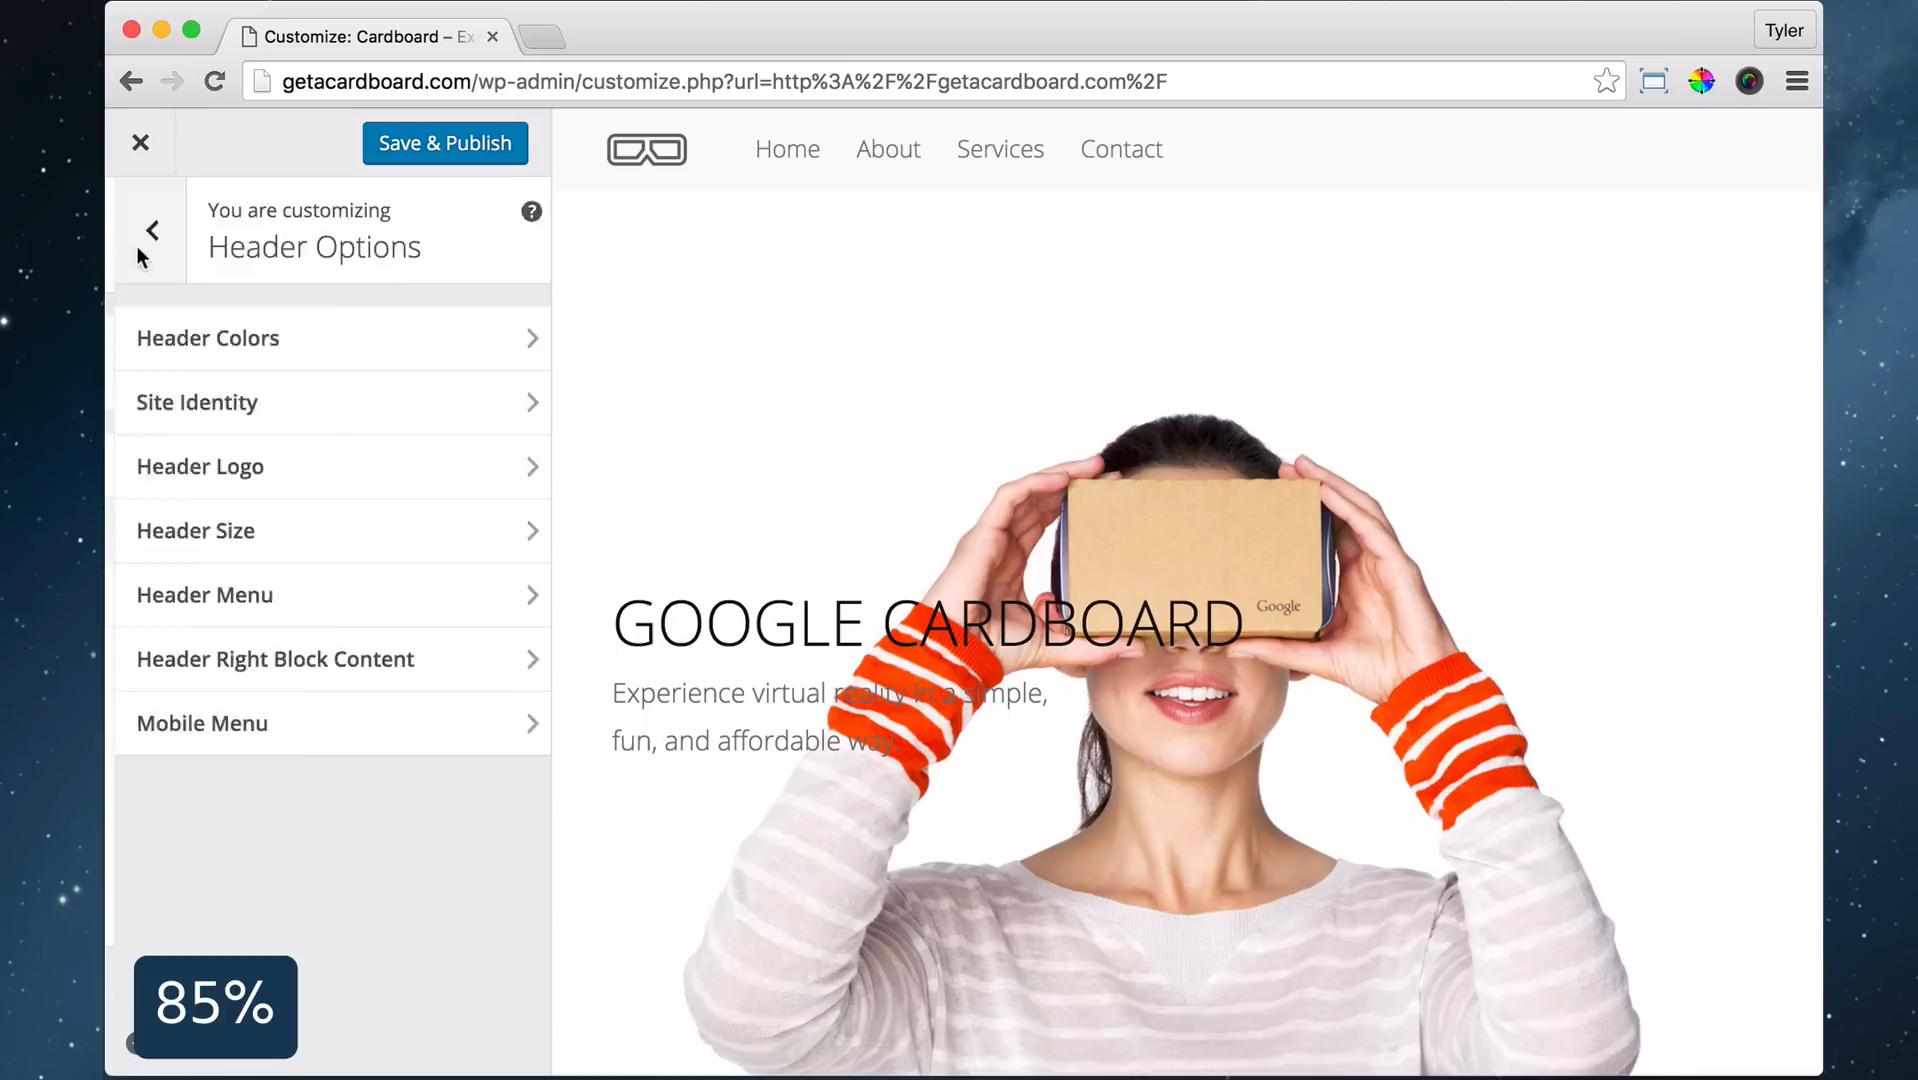 Customize: Cardboard – Ex
Tyler
getacardboard.com/wp-admin/customize.php?url=http%3A%2F%2Fgetacardboard.com%2F
Save & Publish
Home About Services Contact
You are customizing
Header Options
Header Colors
Site Identity
Header Logo
Header Size
Header Menu
Header Right Block Content
Mobile Menu
Google
GOOGLE CARDBOARD
Experience virtual reality in a simple,
fun, and affordable way.
85%